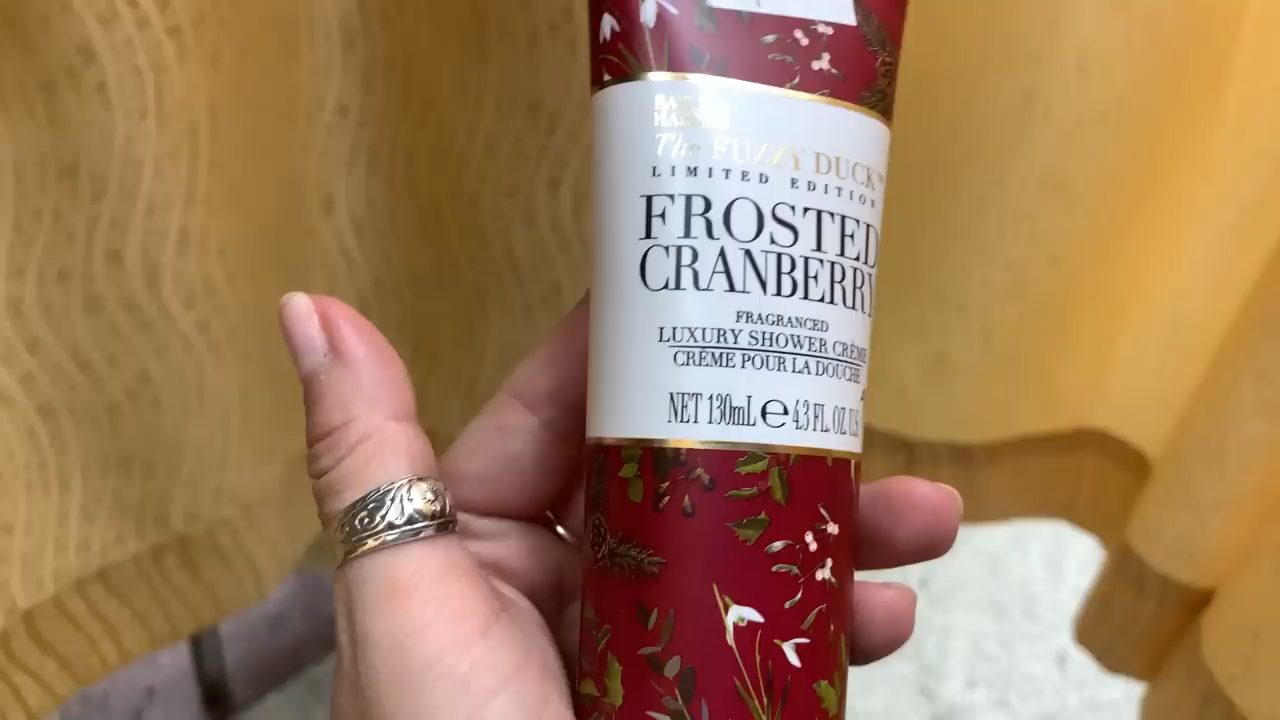 The FUZZY DUCK™
LIMITED EDITION
FROSTED
CRANBERRY
FRAGRANCED
LUXURY SHOWER CRÈME
CRÈME POUR LA DOUCHE
NET 130mL ℮ 4.3 FL. OZ U.S